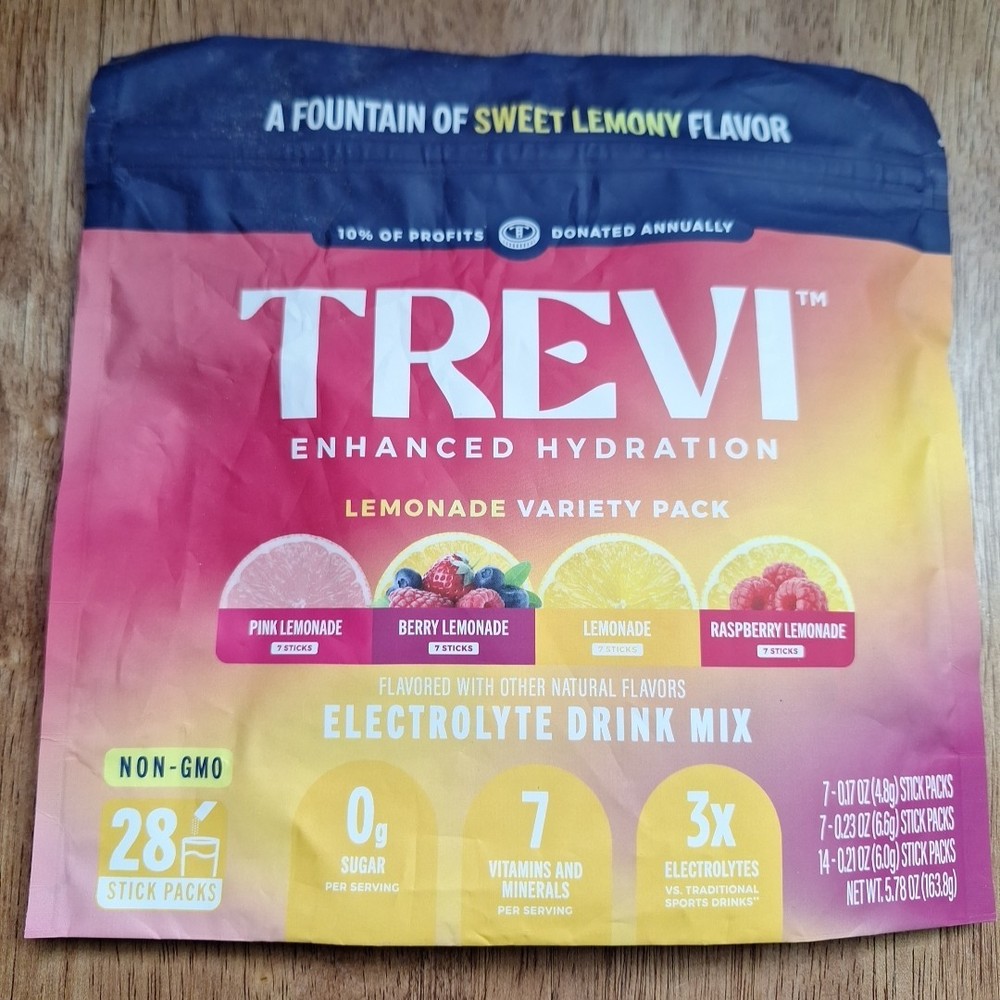 A FOUNTAIN OF SWEET LEMONY FLAVOR
10% OF PROFITS DONATED ANNUALLY
TREVI™
ENHANCED HYDRATION
LEMONADE VARIETY PACK
PINK LEMONADE
7 STICKS
BERRY LEMONADE
7 STICKS
LEMONADE
7 STICKS
RASPBERRY LEMONADE
7 STICKS
FLAVORED WITH OTHER NATURAL FLAVORS
ELECTROLYTE DRINK MIX
NON-GMO
28
STICK PACKS
0g
SUGAR
PER SERVING
7
VITAMINS AND
MINERALS
PER SERVING
3x
ELECTROLYTES
VS. TRADITIONAL
SPORTS DRINKS**
7 - 0.17 OZ (4.8g) STICK PACKS
7 - 0.23 OZ (6.6g) STICK PACKS
14 - 0.21 OZ (6.0g) STICK PACKS
NET WT. 5.78 OZ (163.8g)